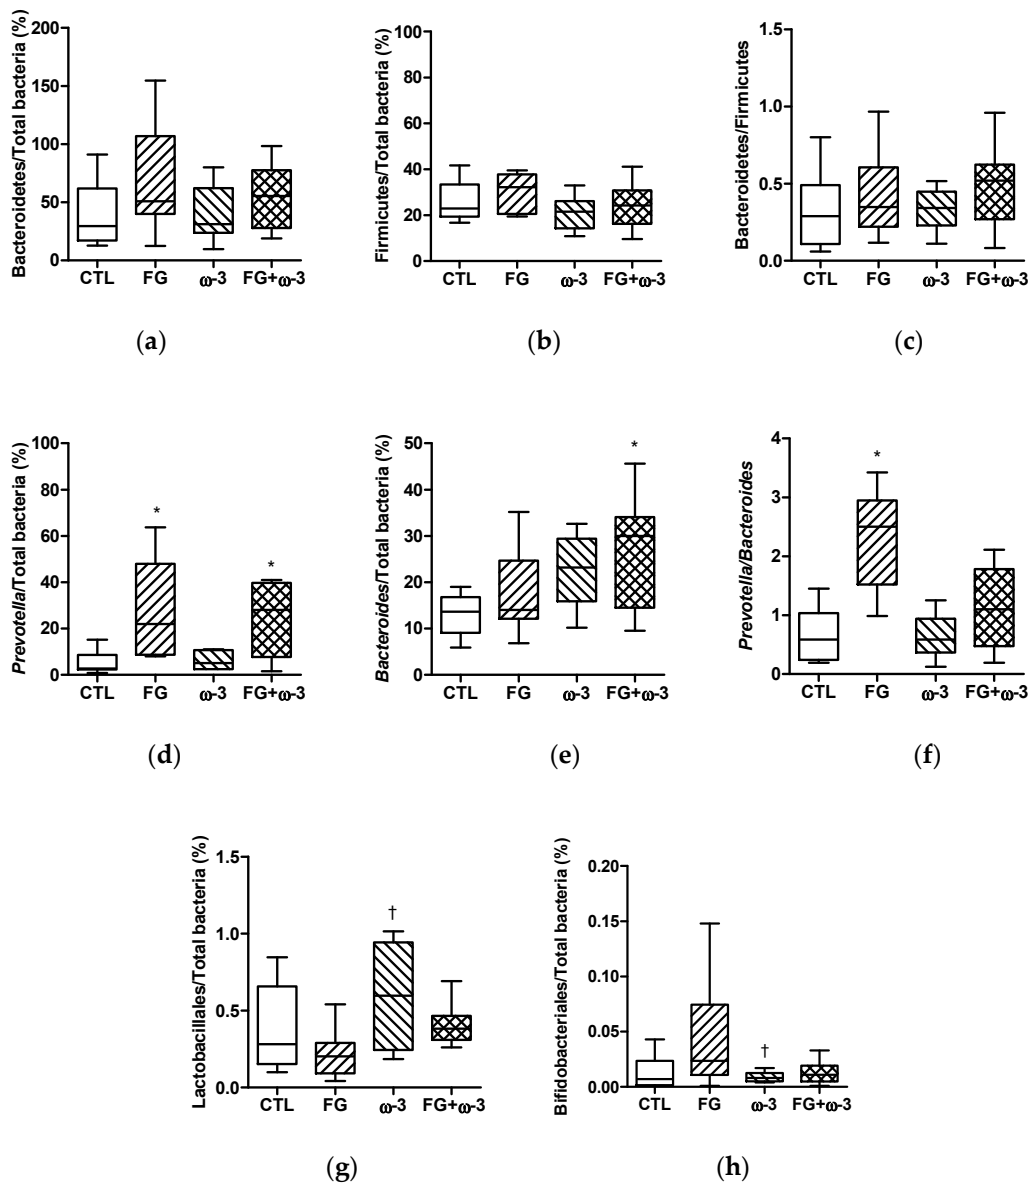 Bacteroidetes/Total bacteria (%)
200
150
100
50
0
CTL FG ω-3 FG+ω-3
(a)
Firmicutes/Total bacteria (%)
100
80
60
40
20
0
CTL FG ω-3 FG+ω-3
(b)
Bacteroidetes/Firmicutes
1.5
1.0
0.5
0.0
CTL FG ω-3 FG+ω-3
(c)
Prevotella/Total bacteria (%)
100
80
60
40
20
0
*
*
CTL FG ω-3 FG+ω-3
(d)
Bacteroides/Total bacteria (%)
50
40
30
20
10
0
*
CTL FG ω-3 FG+ω-3
(e)
Prevotella/Bacteroides
4
3
2
1
0
*
CTL FG ω-3 FG+ω-3
(f)
Lactobacillales/Total bacteria (%)
1.5
1.0
0.5
0.0
†
CTL FG ω-3 FG+ω-3
(g)
Bifidobacteriales/Total bacteria (%)
0.20
0.15
0.10
0.05
0.00
†
CTL FG ω-3 FG+ω-3
(h)